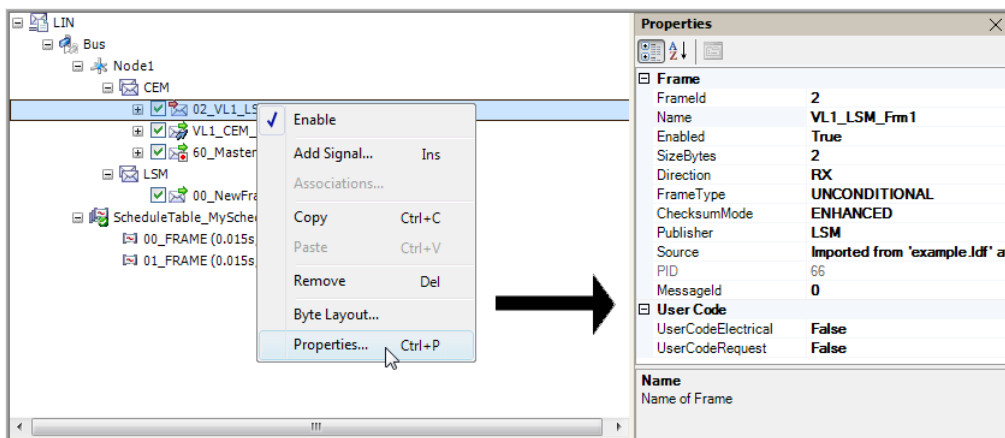 LIN
Bus
Node1
CEM
02_VL1_LS
VL1_CEM_
60_Master
LSM
00_NewFra
ScheduleTable_MySche
00_FRAME (0.015s,
01_FRAME (0.015s,
Enable
Add Signal... Ins
Associations...
Copy Ctrl+C
Paste Ctrl+V
Remove Del
Byte Layout...
Properties... Ctrl+P
Properties
Frame
FrameId 2
Name VL1_LSM_Frm1
Enabled True
SizeBytes 2
Direction RX
FrameType UNCONDITIONAL
ChecksumMode ENHANCED
Publisher LSM
Source Imported from 'example.ldf' a
PID 66
MessageId 0
User Code
UserCodeElectrical False
UserCodeRequest False
Name
Name of Frame